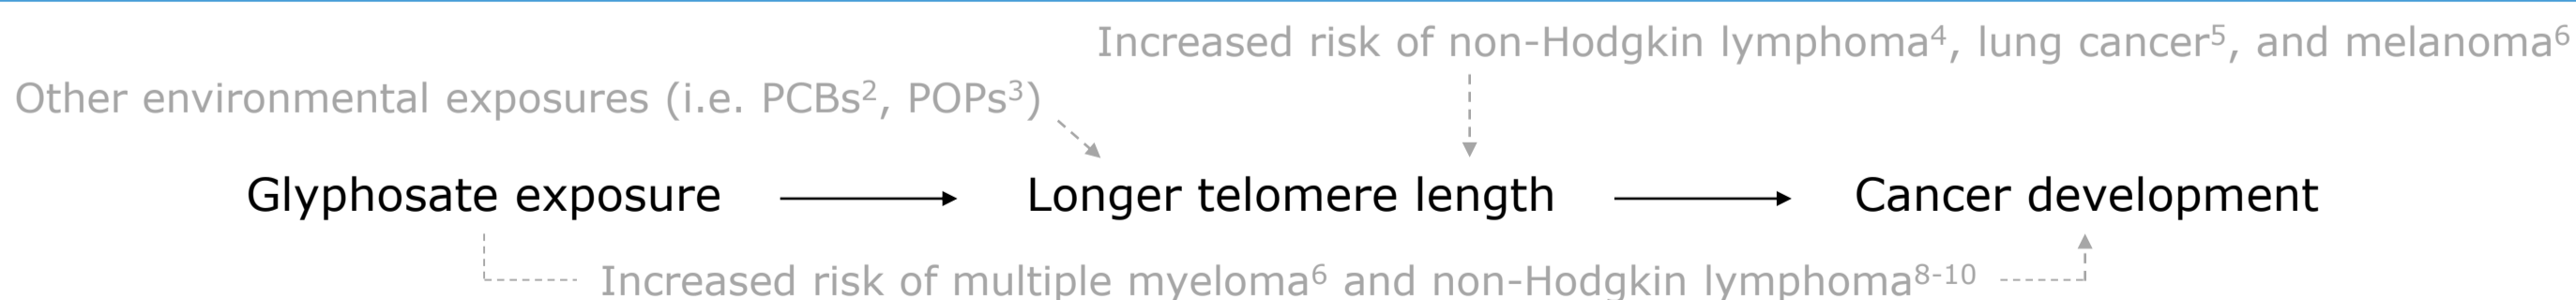 Increased risk of non-Hodgkin lymphoma⁴, lung cancer⁵, and melanoma⁶
Other environmental exposures (i.e. PCBs², POPs³)
Glyphosate exposure Longer telomere length Cancer development
Increased risk of multiple myeloma⁶ and non-Hodgkin lymphoma⁸⁻¹⁰